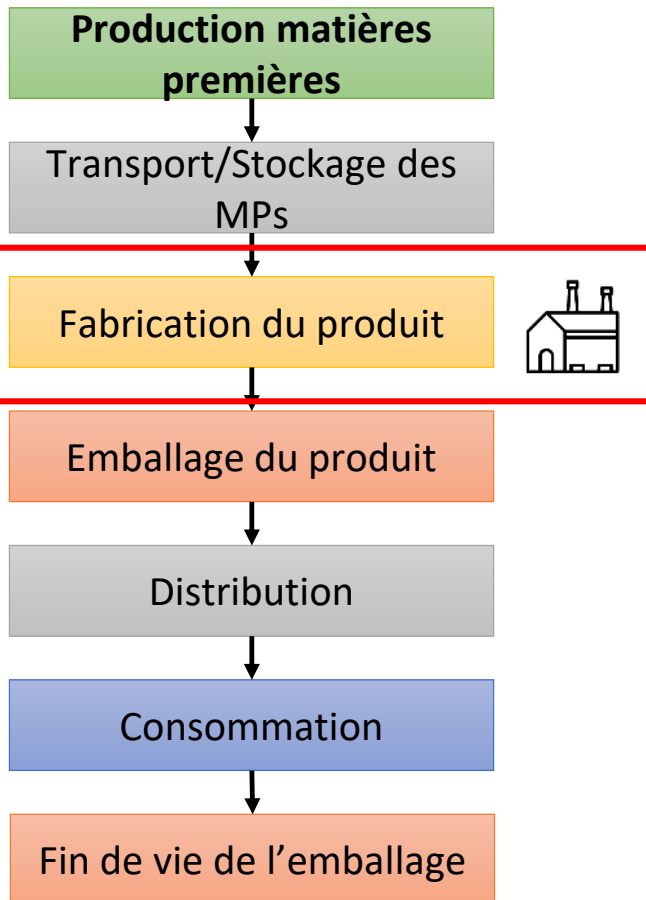 Production matières
premières
Transport/Stockage des
MPs
Fabrication du produit
Emballage du produit
Distribution
Consommation
Fin de vie de l’emballage